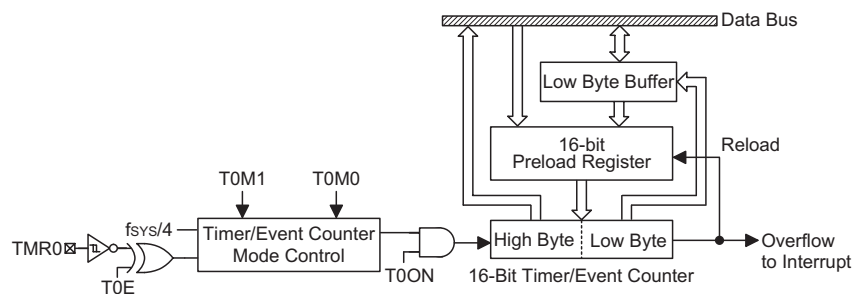 Data Bus
Low Byte Buffer
16-bit
Preload Register
Reload
T0M1
T0M0
fSYS/4
TMR0
Timer/Event Counter
Mode Control
T0E
T0ON
High Byte
Low Byte
16-Bit Timer/Event Counter
Overflow
to Interrupt